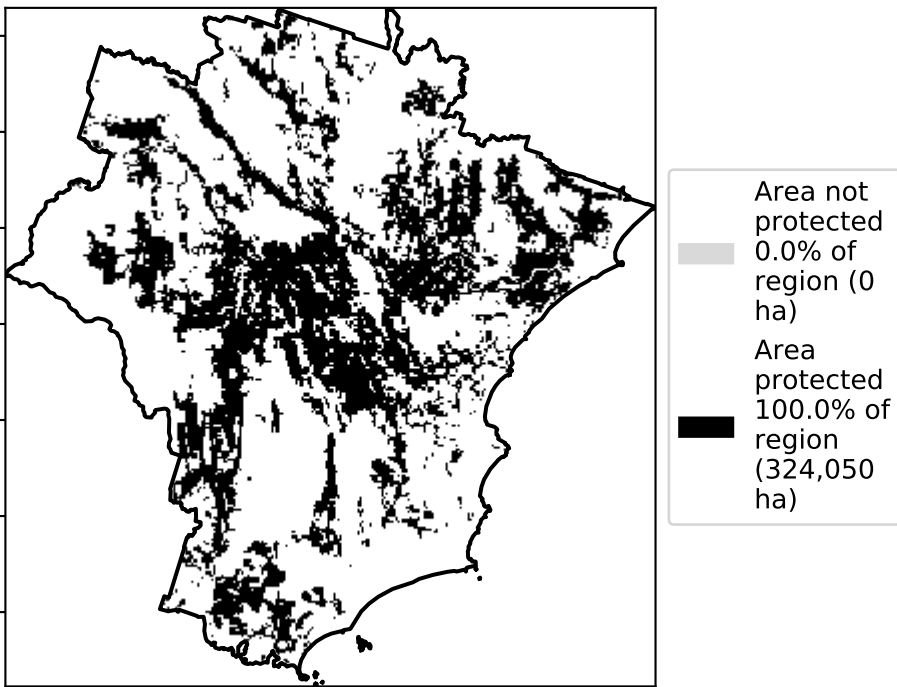 Area not
protected
0.0% of
region (0
ha)
Area
protected
100.0% of
region
(324,050
ha)